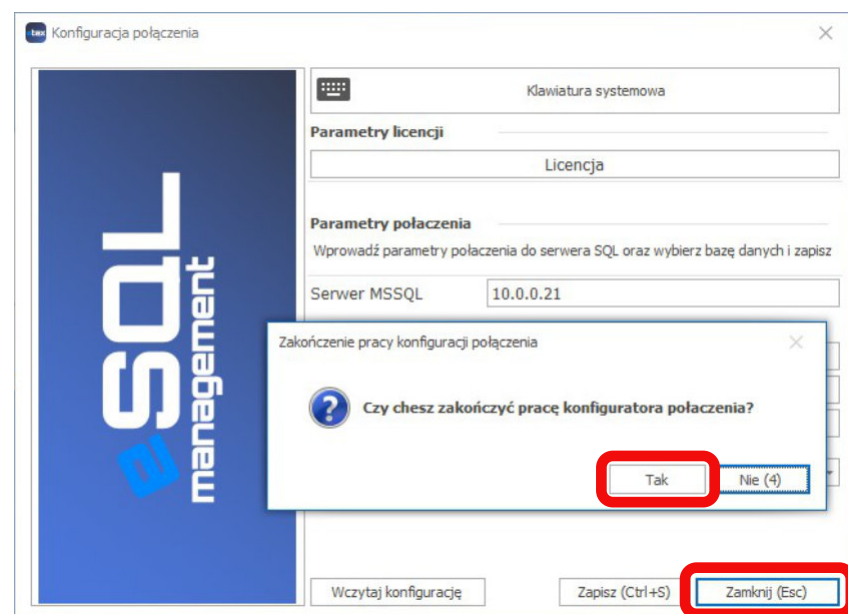 etex Konfiguracja połączenia
Klawiatura systemowa
Parametry licencji
Licencja
Parametry połaczenia
Wprowadź parametry połaczenia do serwera SQL oraz wybierz bazę danych i zapisz
Serwer MSSQL 10.0.0.21
eSQL
management
Zakończenie pracy konfiguracji połączenia
Czy chesz zakończyć pracę konfiguratora połaczenia?
Tak Nie (4)
Wczytaj konfigurację Zapisz (Ctrl+S) Zamknij (Esc)